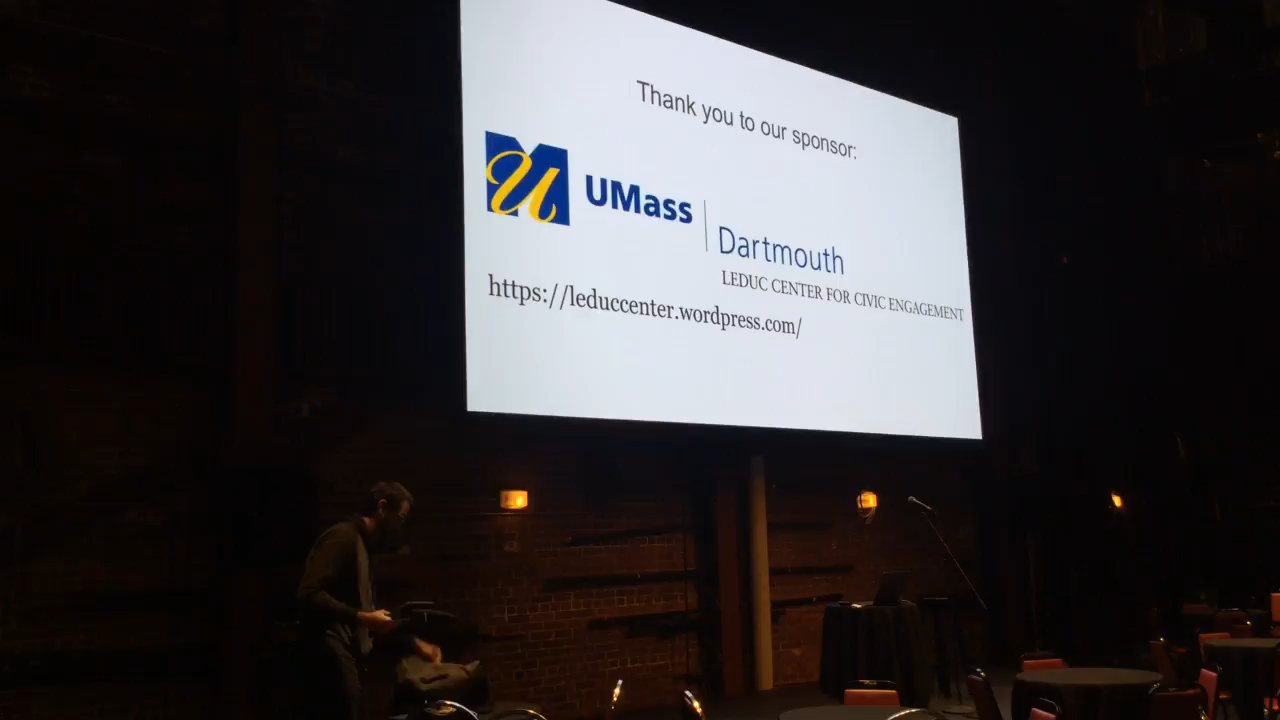 Thank you to our sponsor:
UMass
Dartmouth
LEDUC CENTER FOR CIVIC ENGAGEMENT
https://leduccenter.wordpress.com/